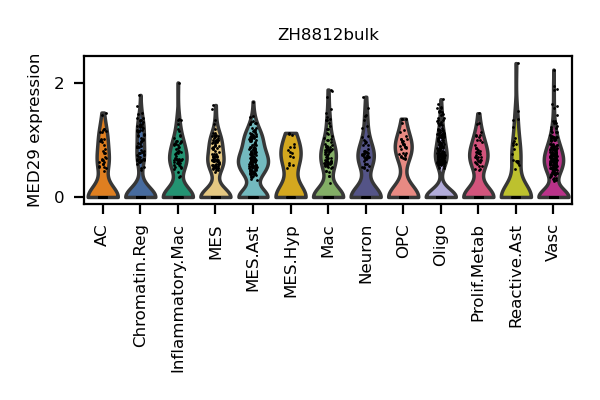 ZH8812bulk
MED29 expression
2
0
AC
Chromatin.Reg
Inflammatory.Mac
MES
MES.Ast
MES.Hyp
Mac
Neuron
OPC
Oligo
Prolif.Metab
Reactive.Ast
Vasc